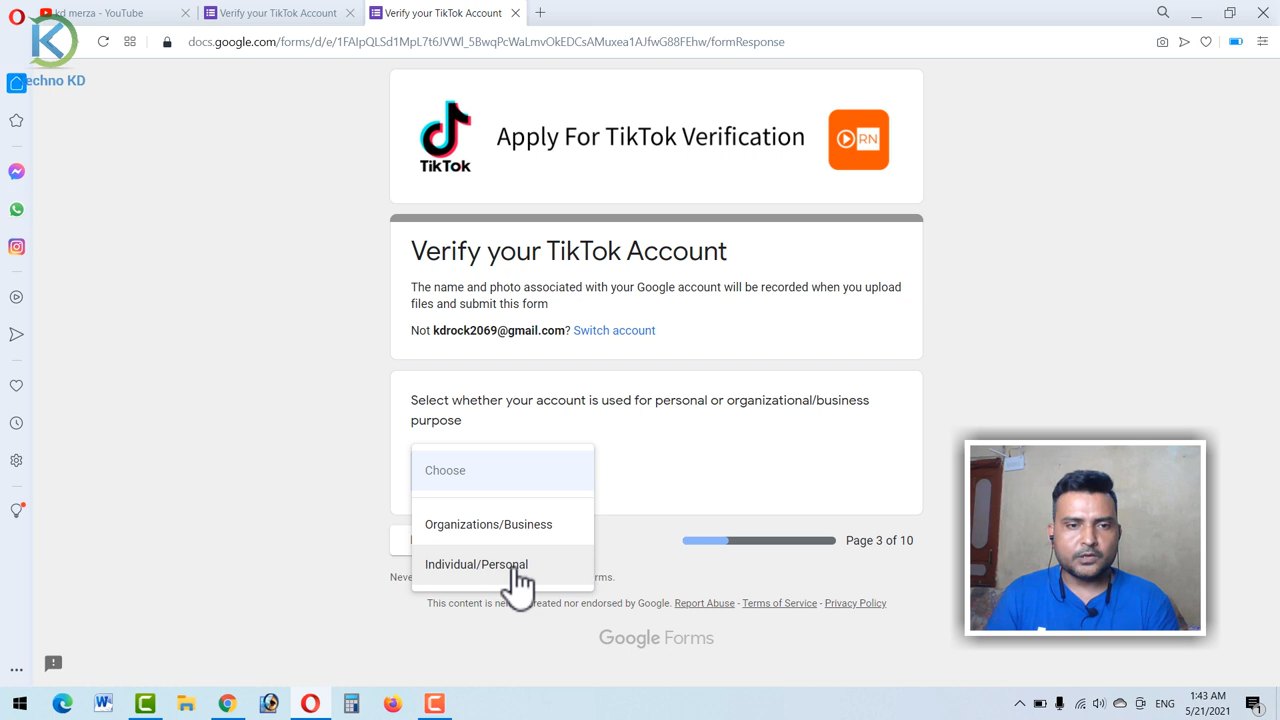 kd merza - YouTube
Verify your TikTok Account
Verify your TikTok Account
docs.google.com/forms/d/e/1FAIpQLSd1MpL7t6JVWl_5BwqPcWaLmvOkEDCsAMuxea1AJfwG88FEhw/formResponse
K
echno KD
TikTok
Apply For TikTok Verification
RN
Verify your TikTok Account
The name and photo associated with your Google account will be recorded when you upload
files and submit this form
Not kdrock2069@gmail.com? Switch account
Select whether your account is used for personal or organizational/business
purpose
Choose
Organizations/Business
Individual/Personal
Page 3 of 10
This content is created nor endorsed by Google. Report Abuse - Terms of Service - Privacy Policy
Google Forms
ENG
1:43 AM
5/21/2021